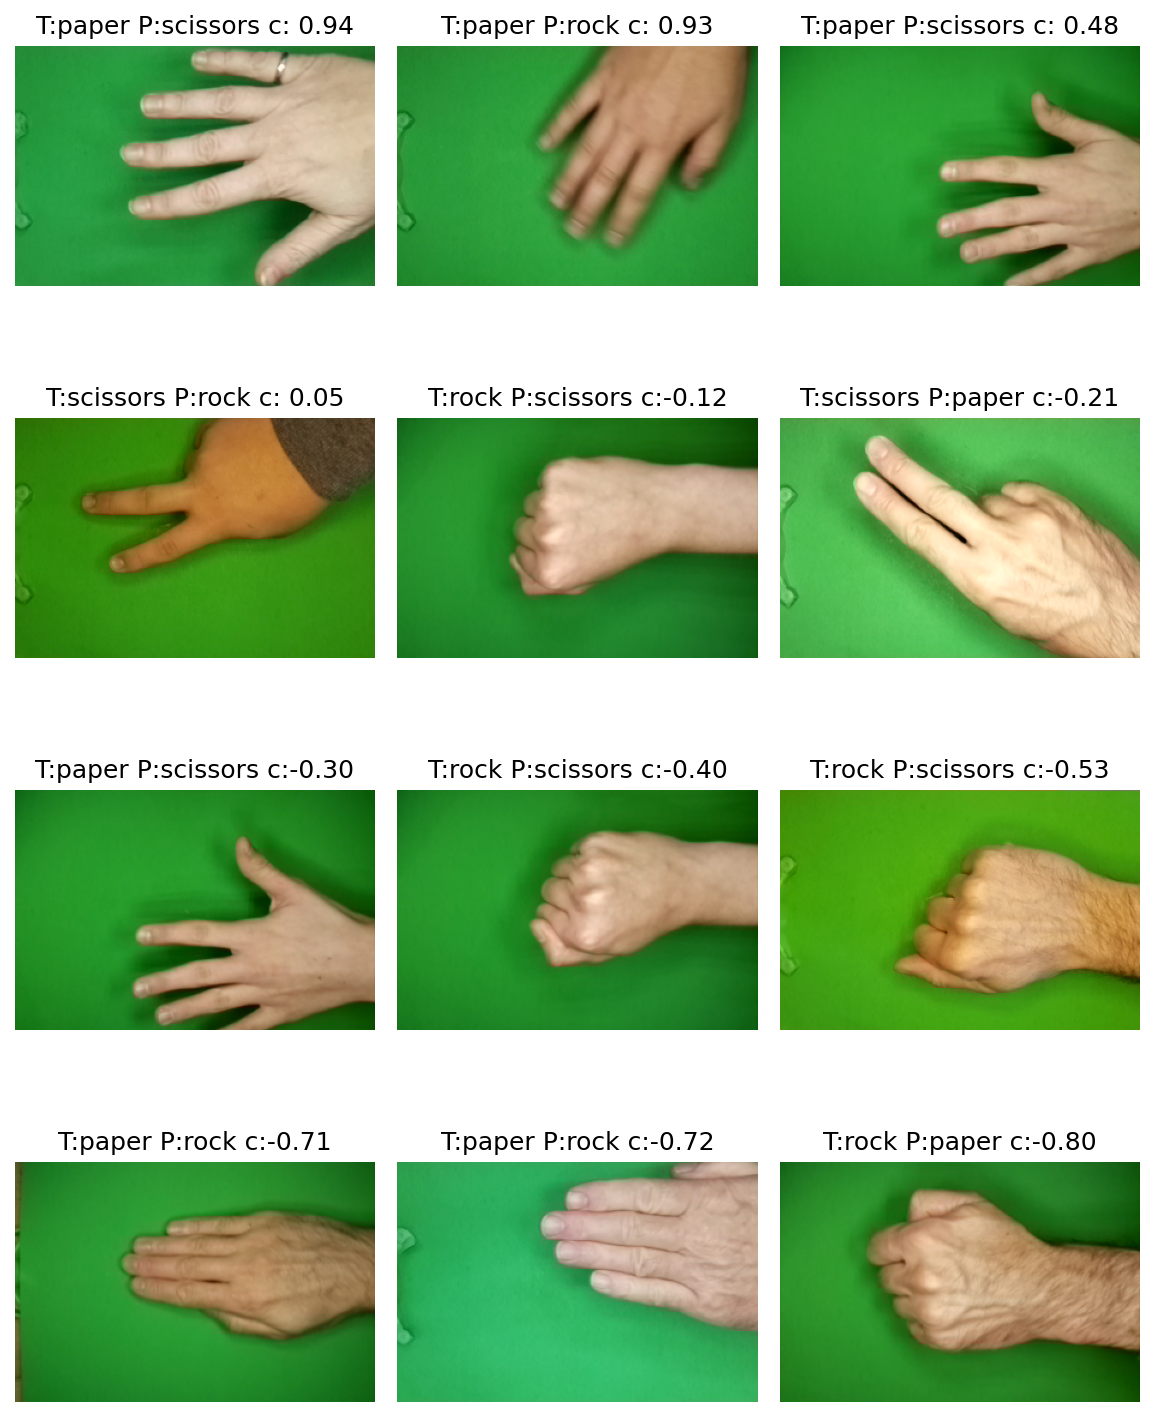 T:paper P:scissors c: 0.94
T:paper P:rock c: 0.93
T:paper P:scissors c: 0.48
T:scissors P:rock c: 0.05
T:rock P:scissors c:-0.12
T:scissors P:paper c:-0.21
T:paper P:scissors c:-0.30
T:rock P:scissors c:-0.40
T:rock P:scissors c:-0.53
T:paper P:rock c:-0.71
T:paper P:rock c:-0.72
T:rock P:paper c:-0.80